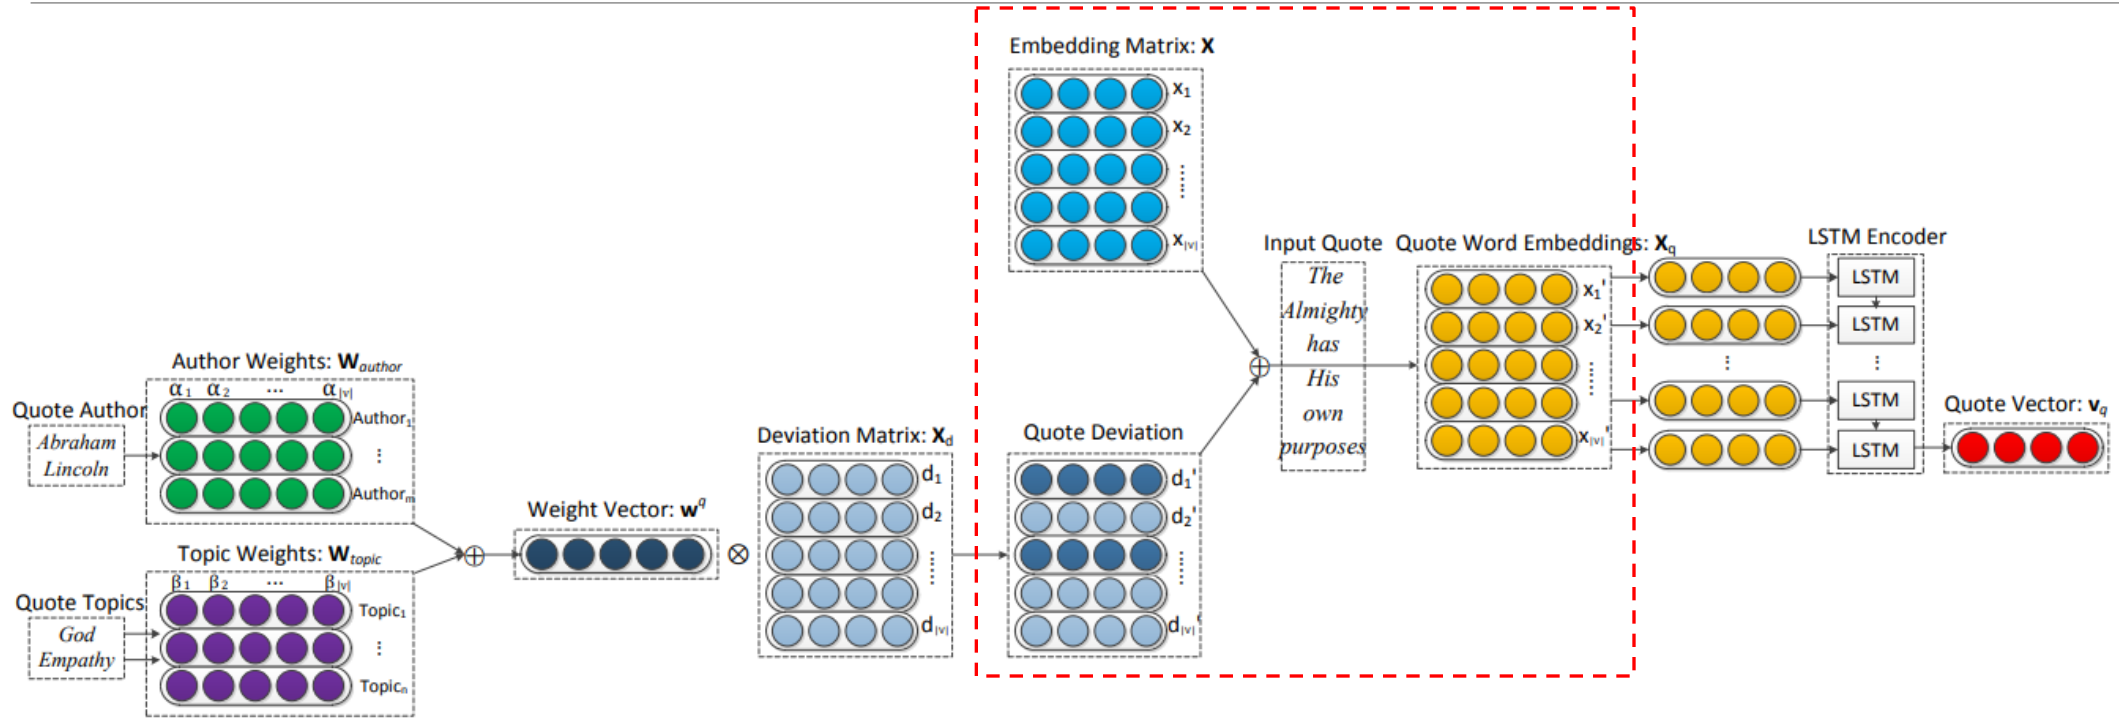 Embedding Matrix: X
x1
x2
......
x|v|
Input Quote
The
Almighty
has
His
own
purposes
Quote Word Embeddings: Xq
x1'
x2'
......
x|v|'
LSTM Encoder
LSTM
LSTM
⋮
⋮
LSTM
LSTM
Quote Vector: vq
Author Weights: Wauthor
α1 α2 ... α|v|
Quote Author
Abraham
Lincoln
Author1
⋮
Authorm
Topic Weights: Wtopic
β1 β2 ... β|v|
Quote Topics
God
Empathy
Topic1
⋮
Topicn
Weight Vector: wq
⊗
Deviation Matrix: Xd
d1
d2
......
d|v|
Quote Deviation
d1'
d2'
......
d|v|'